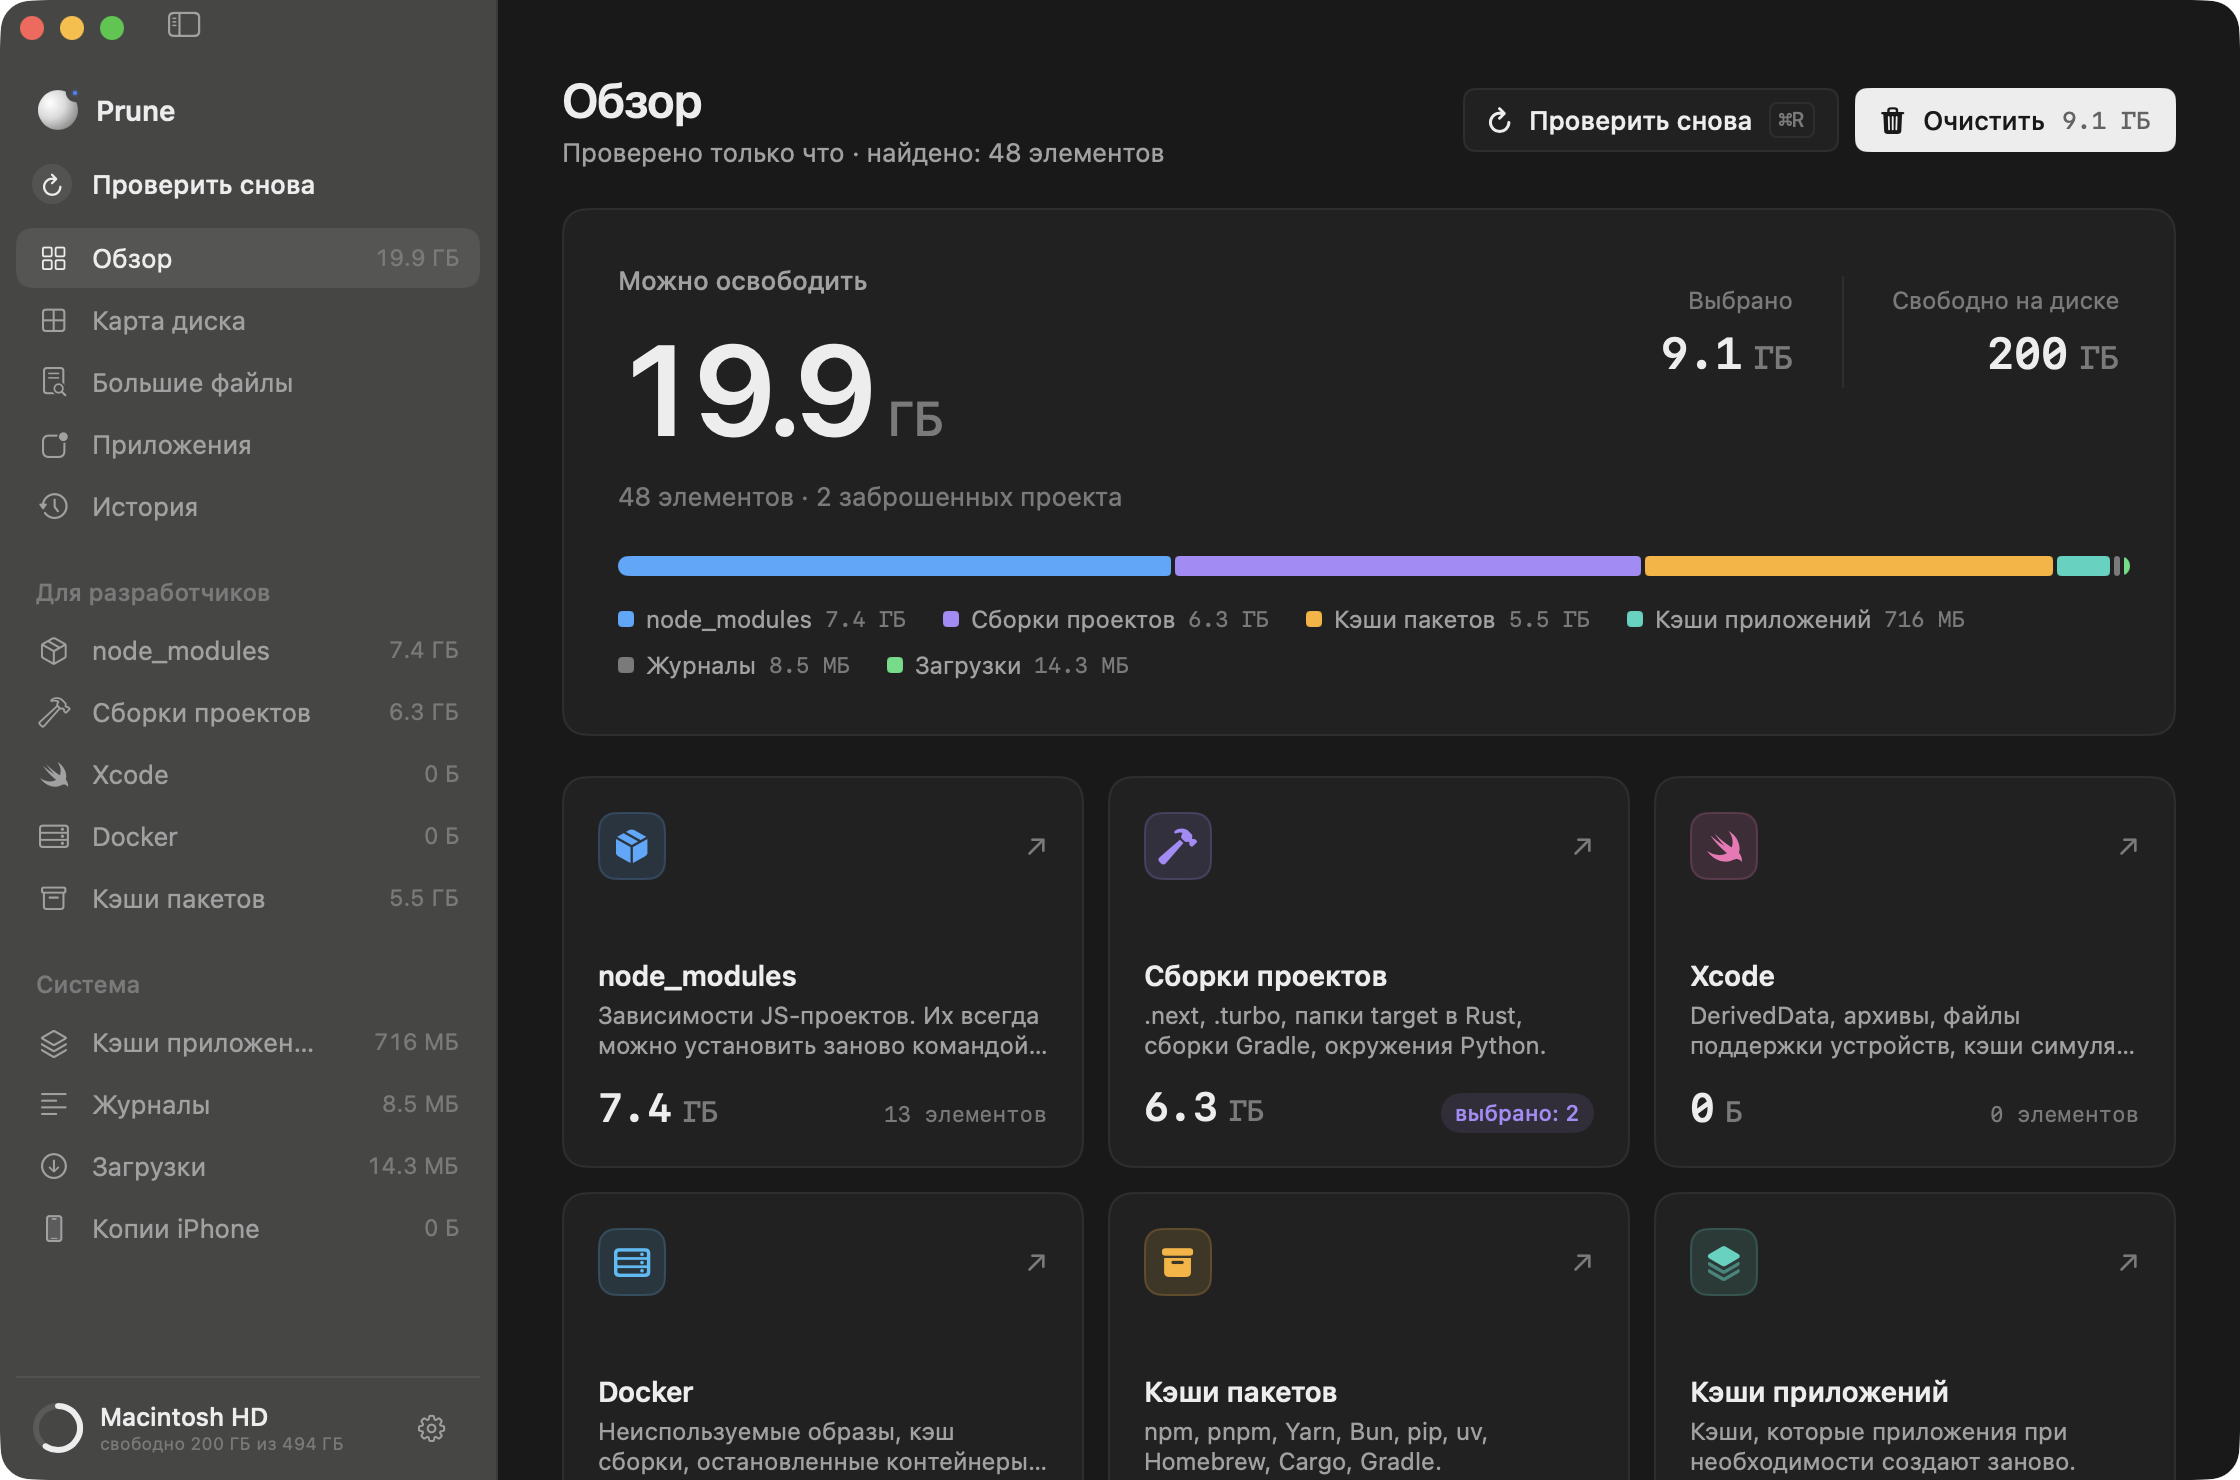 Prune
Проверить снова
Обзор 19.9 ГБ
Карта диска
Большие файлы
Приложения
История
Для разработчиков
node_modules 7.4 ГБ
Сборки проектов 6.3 ГБ
Xcode 0 Б
Docker 0 Б
Кэши пакетов 5.5 ГБ
Система
Кэши приложен... 716 МБ
Журналы 8.5 МБ
Загрузки 14.3 МБ
Копии iPhone 0 Б
Macintosh HD
свободно 200 ГБ из 494 ГБ
Обзор
Проверено только что · найдено: 48 элементов
Проверить снова ⌘R
Очистить 9.1 ГБ
Можно освободить
19.9 ГБ
48 элементов · 2 заброшенных проекта
Выбрано
9.1 ГБ
Свободно на диске
200 ГБ
node_modules 7.4 ГБ Сборки проектов 6.3 ГБ Кэши пакетов 5.5 ГБ Кэши приложений 716 МБ
Журналы 8.5 МБ Загрузки 14.3 МБ
node_modules
Зависимости JS-проектов. Их всегда
можно установить заново командой...
7.4 ГБ 13 элементов
Сборки проектов
.next, .turbo, папки target в Rust,
сборки Gradle, окружения Python.
6.3 ГБ выбрано: 2
Xcode
DerivedData, архивы, файлы
поддержки устройств, кэши симуля...
0 Б 0 элементов
Docker
Неиспользуемые образы, кэш
сборки, остановленные контейнеры...
Кэши пакетов
npm, pnpm, Yarn, Bun, pip, uv,
Homebrew, Cargo, Gradle.
Кэши приложений
Кэши, которые приложения при
необходимости создают заново.